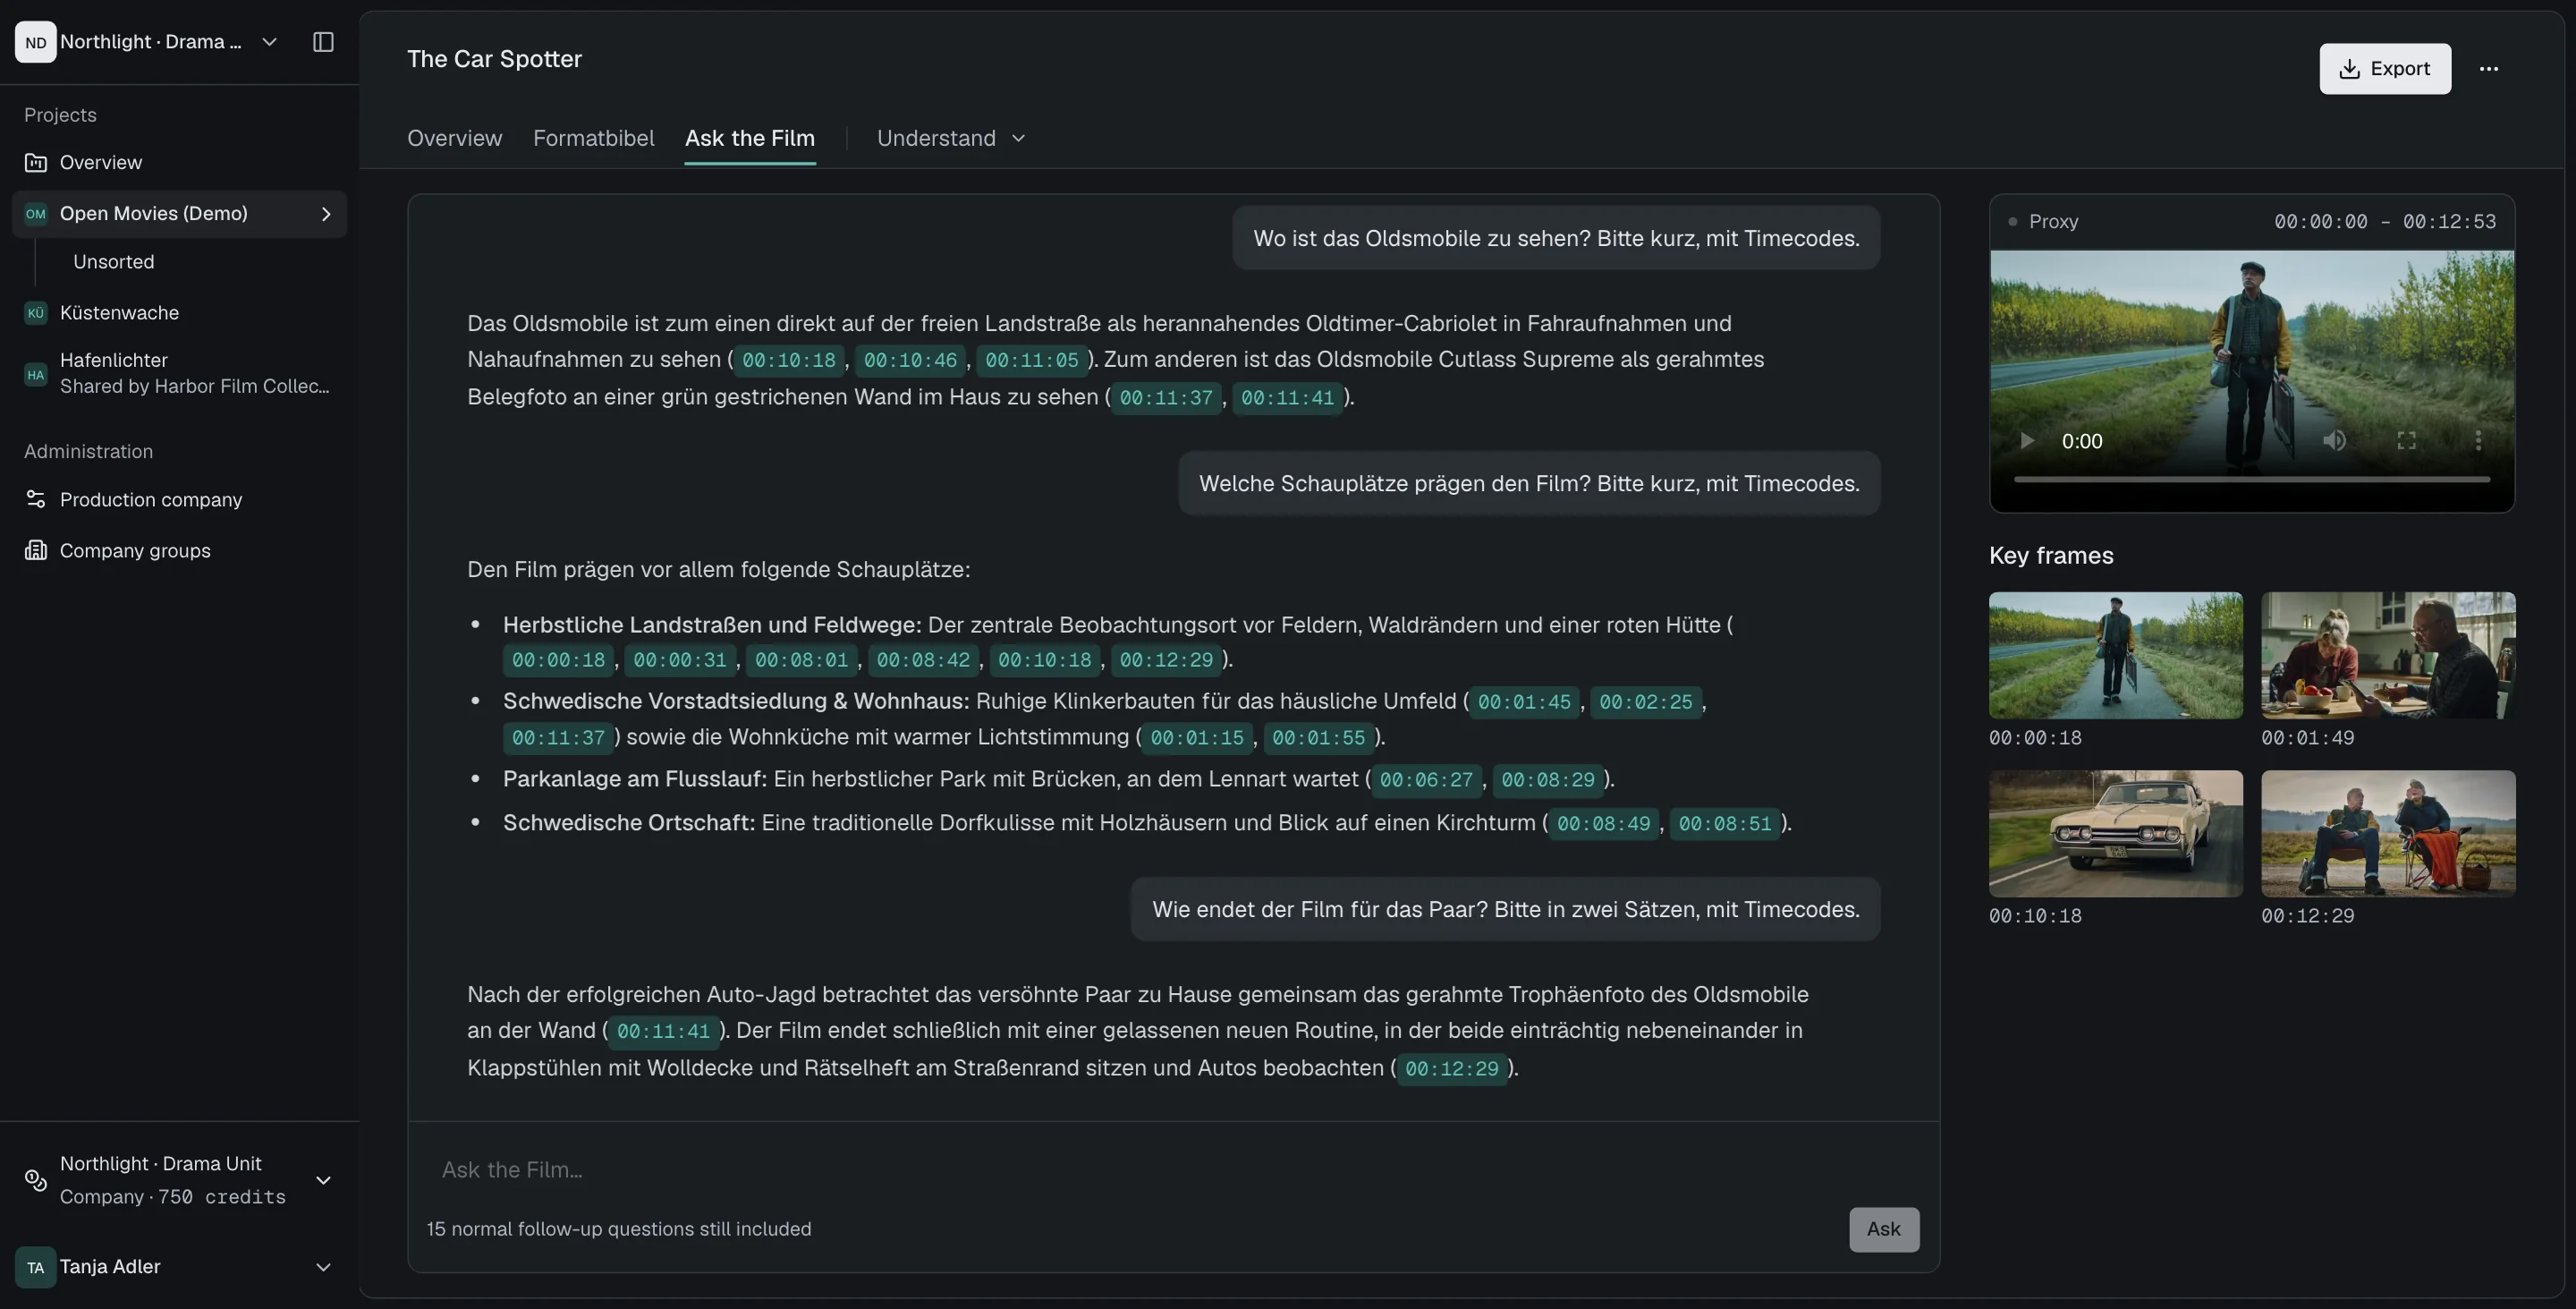 ND Northlight · Drama ...
Projects
Overview
OM Open Movies (Demo)
Unsorted
KÜ Küstenwache
HA Hafenlichter
Shared by Harbor Film Collec...
Administration
Production company
Company groups
Northlight · Drama Unit
Company · 750 credits
TA Tanja Adler
The Car Spotter
Export
Overview Formatbibel Ask the Film Understand
Wo ist das Oldsmobile zu sehen? Bitte kurz, mit Timecodes.
Das Oldsmobile ist zum einen direkt auf der freien Landstraße als herannahendes Oldtimer-Cabriolet in Fahraufnahmen und
Nahaufnahmen zu sehen ( 00:10:18 , 00:10:46 , 00:11:05 ). Zum anderen ist das Oldsmobile Cutlass Supreme als gerahmtes
Belegfoto an einer grün gestrichenen Wand im Haus zu sehen ( 00:11:37 , 00:11:41 ).
Welche Schauplätze prägen den Film? Bitte kurz, mit Timecodes.
Den Film prägen vor allem folgende Schauplätze:
• Herbstliche Landstraßen und Feldwege: Der zentrale Beobachtungsort vor Feldern, Waldrändern und einer roten Hütte (
00:00:18 , 00:00:31 , 00:08:01 , 00:08:42 , 00:10:18 , 00:12:29 ).
• Schwedische Vorstadtsiedlung & Wohnhaus: Ruhige Klinkerbauten für das häusliche Umfeld ( 00:01:45 , 00:02:25 ,
00:11:37 ) sowie die Wohnküche mit warmer Lichtstimmung ( 00:01:15 , 00:01:55 ).
• Parkanlage am Flusslauf: Ein herbstlicher Park mit Brücken, an dem Lennart wartet ( 00:06:27 , 00:08:29 ).
• Schwedische Ortschaft: Eine traditionelle Dorfkulisse mit Holzhäusern und Blick auf einen Kirchturm ( 00:08:49 , 00:08:51 ).
Wie endet der Film für das Paar? Bitte in zwei Sätzen, mit Timecodes.
Nach der erfolgreichen Auto-Jagd betrachtet das versöhnte Paar zu Hause gemeinsam das gerahmte Trophäenfoto des Oldsmobile
an der Wand ( 00:11:41 ). Der Film endet schließlich mit einer gelassenen neuen Routine, in der beide einträchtig nebeneinander in
Klappstühlen mit Wolldecke und Rätselheft am Straßenrand sitzen und Autos beobachten ( 00:12:29 ).
Ask the Film...
15 normal follow-up questions still included
Ask
Proxy 00:00:00 - 00:12:53
0:00
Key frames
00:00:18 00:01:49
00:10:18 00:12:29